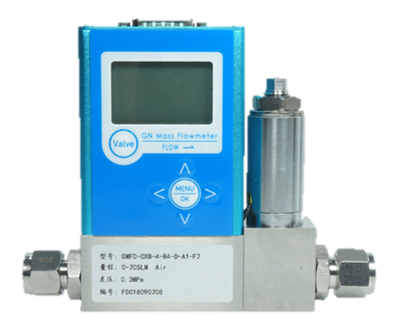 GN Mass Flowmeter
Valve
FLOW →
MENU
OK
型号: GMFC-CXB-4-R4-D-A1-F7
量程: 0-20SLM Air
差压: 0.3MPa
编号: FDC18090208